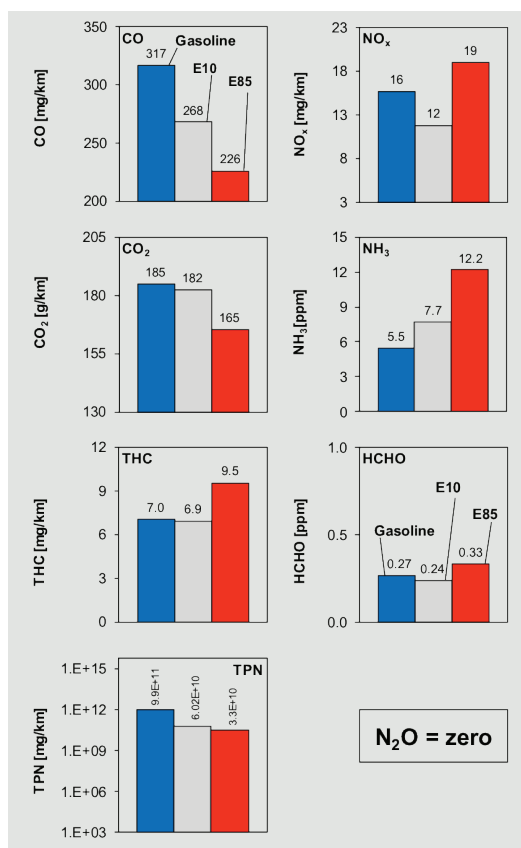 CO
Gasoline
E10
E85
317
268
226
350
300
250
200
CO [mg/km]
NOₓ
16
12
19
23
18
13
8
3
NOₓ [mg/km]
CO₂
185
182
165
205
180
155
130
CO₂ [g/km]
NH₃
5.5
7.7
12.2
15
12
9
6
3
0
NH₃[ppm]
THC
7.0
6.9
9.5
12
9
6
3
0
THC [mg/km]
HCHO
Gasoline
E10
E85
0.27
0.24
0.33
1.0
0.5
0.0
HCHO [ppm]
TPN
9.9E+11
6.02E+10
3.3E+10
1.E+15
1.E+12
1.E+09
1.E+06
1.E+03
TPN [mg/km]
N₂O = zero